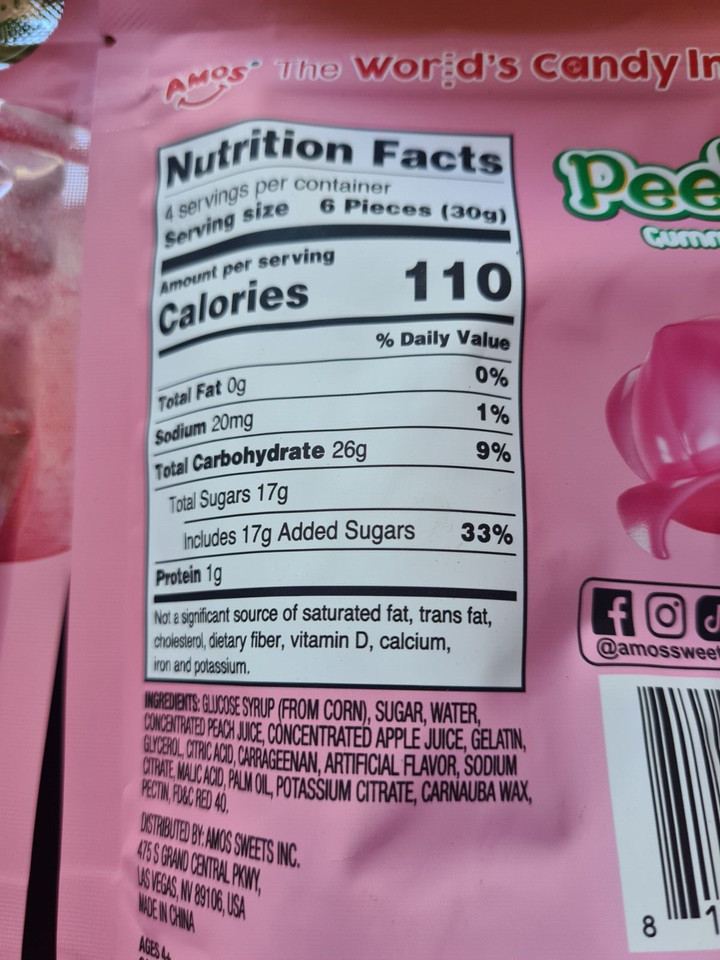 AMOS The World's Candy In
Nutrition Facts
4 servings per container
Serving size 6 Pieces (30g)
Amount per serving
Calories 110
% Daily Value
Total Fat 0g 0%
Sodium 20mg 1%
Total Carbohydrate 26g 9%
Total Sugars 17g
Includes 17g Added Sugars 33%
Protein 1g
Not a significant source of saturated fat, trans fat,
cholesterol, dietary fiber, vitamin D, calcium,
iron and potassium.
INGREDIENTS: GLUCOSE SYRUP (FROM CORN), SUGAR, WATER,
CONCENTRATED PEACH JUICE, CONCENTRATED APPLE JUICE, GELATIN,
GLYCEROL, CITRIC ACID, CARRAGEENAN, ARTIFICIAL FLAVOR, SODIUM
CITRATE, MALIC ACID, PALM OIL, POTASSIUM CITRATE, CARNAUBA WAX,
PECTIN, FD&C RED 40.
DISTRIBUTED BY: AMOS SWEETS INC.
475 S GRAND CENTRAL PKWY,
LAS VEGAS, NV 89106, USA
MADE IN CHINA
AGES 4+
Pee
Gumm
@amossweet
8 1